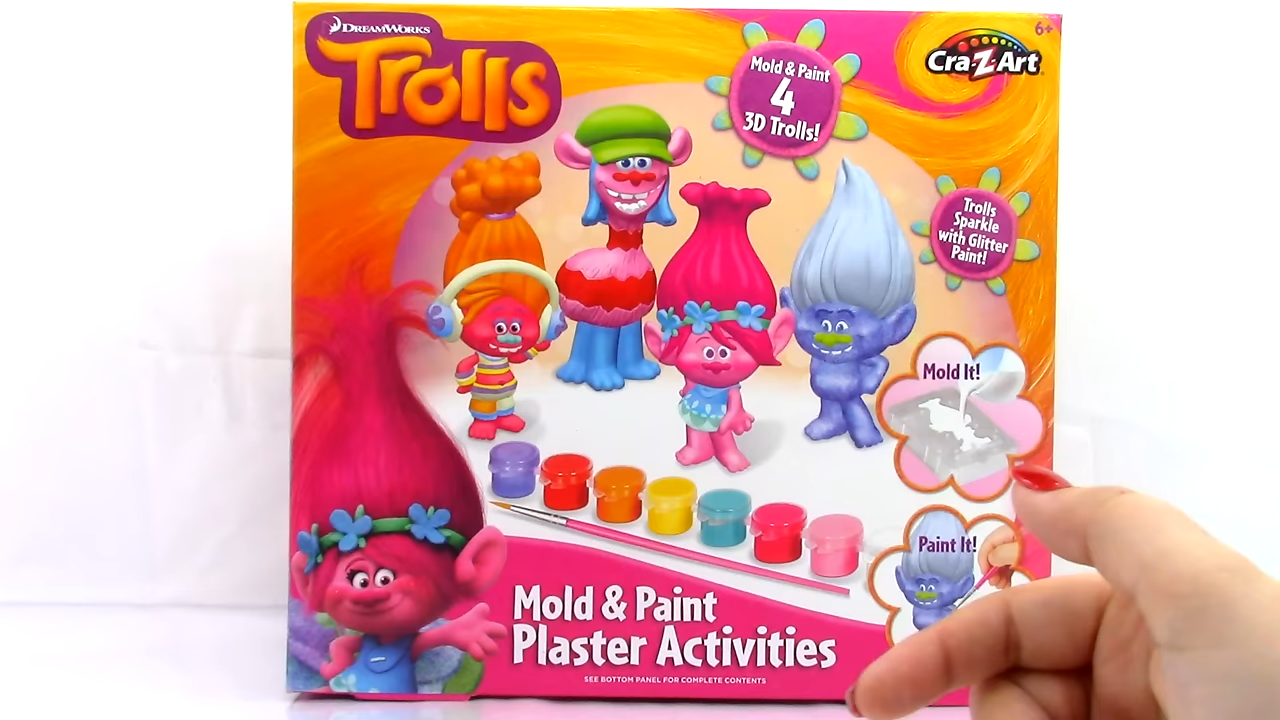 DREAMWORKS
TROLLS
Mold & Paint
4
3D Trolls!
CRA-Z-ART
6+
Trolls
Sparkle
with Glitter
Paint!
Mold It!
Paint It!
Mold & Paint
Plaster Activities
SEE BOTTOM PANEL FOR COMPLETE CONTENTS